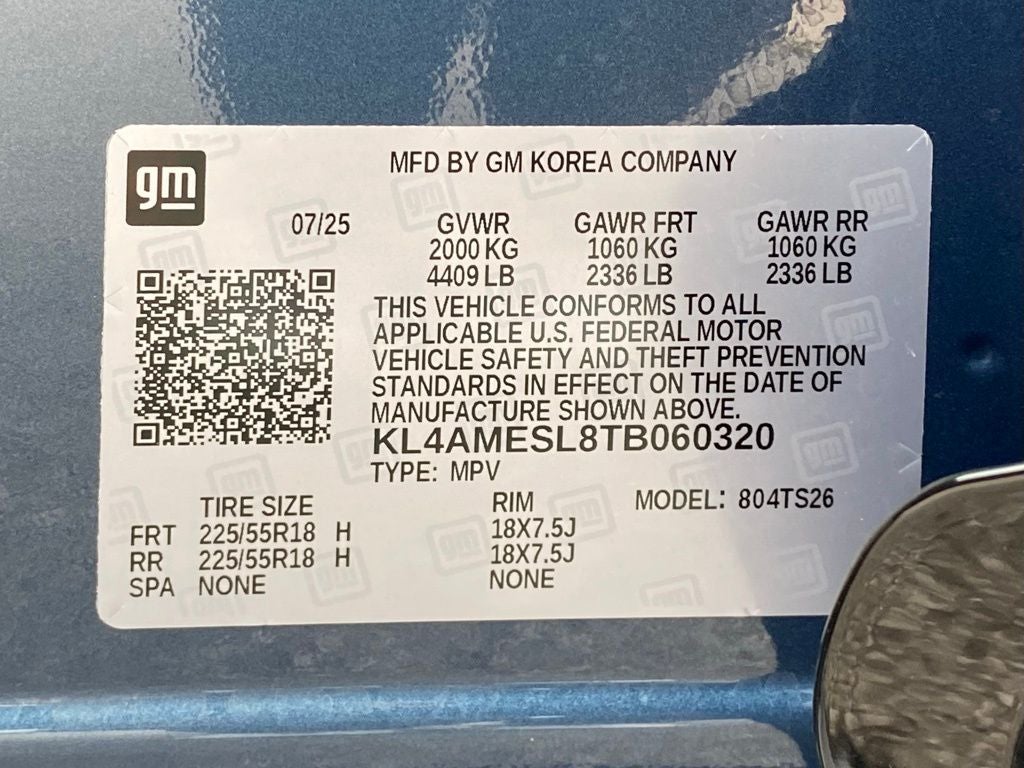 gm
MFD BY GM KOREA COMPANY
07/25 GVWR GAWR FRT GAWR RR
2000 KG 1060 KG 1060 KG
4409 LB 2336 LB 2336 LB
THIS VEHICLE CONFORMS TO ALL
APPLICABLE U.S. FEDERAL MOTOR
VEHICLE SAFETY AND THEFT PREVENTION
STANDARDS IN EFFECT ON THE DATE OF
MANUFACTURE SHOWN ABOVE.
KL4AMESL8TB060320
TYPE: MPV
TIRE SIZE RIM MODEL: 804TS26
FRT 225/55R18 H 18X7.5J
RR 225/55R18 H 18X7.5J
SPA NONE NONE